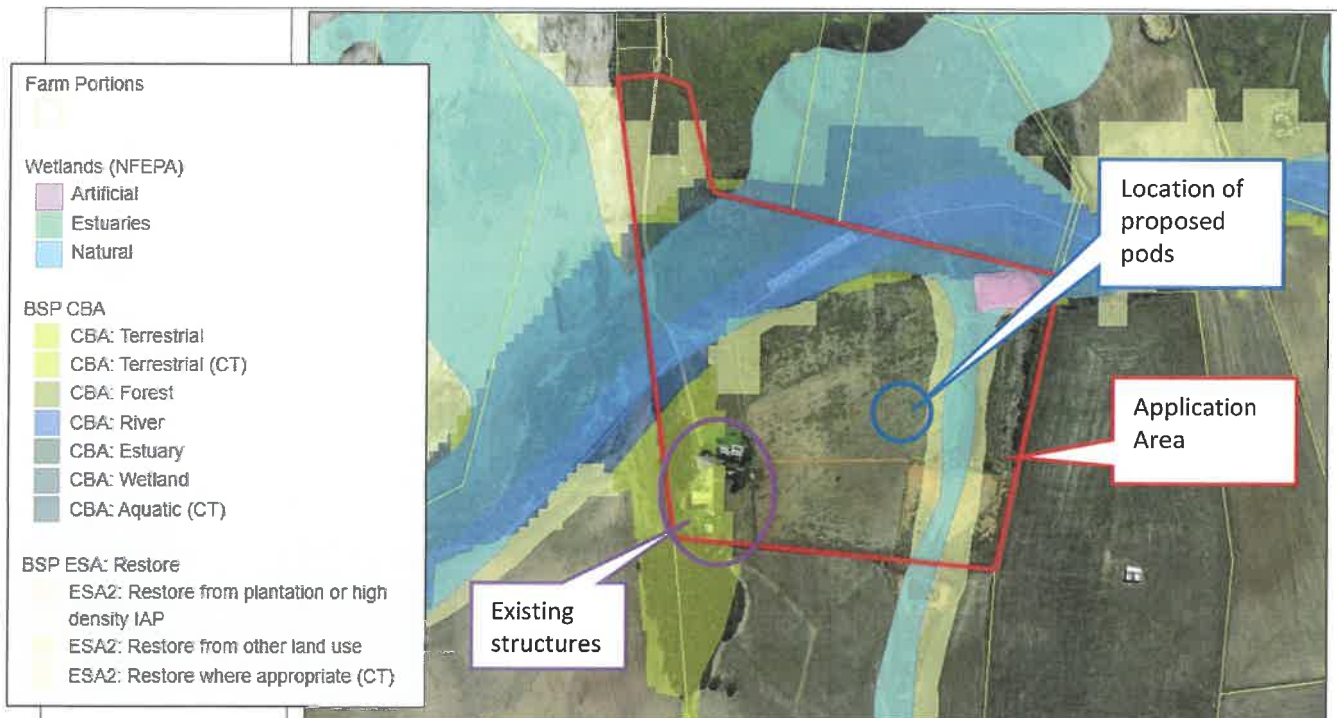 Farm Portions
Wetlands (NFEPA)
Artificial
Estuaries
Natural
BSP CBA
CBA: Terrestrial
CBA: Terrestrial (CT)
CBA: Forest
CBA: River
CBA: Estuary
CBA: Wetland
CBA: Aquatic (CT)
BSP ESA: Restore
ESA2: Restore from plantation or high
density IAP
ESA2: Restore from other land use
ESA2: Restore where appropriate (CT)
Location of
proposed
pods
Application
Area
Existing
structures